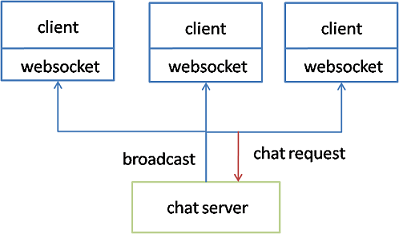 client
client
client
websocket
websocket
websocket
broadcast
chat request
chat server